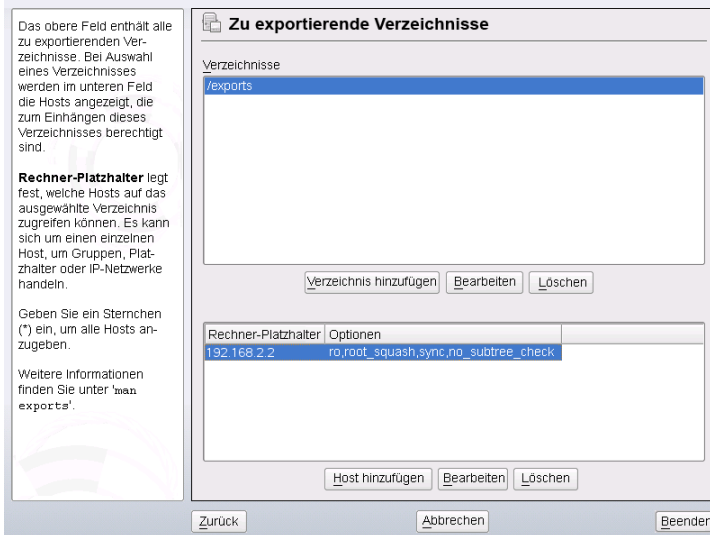 Das obere Feld enthält alle
zu exportierenden Ver-
zeichnisse. Bei Auswahl
eines Verzeichnisses
werden im unteren Feld
die Hosts angezeigt, die
zum Einhängen dieses
Verzeichnisses berechtigt
sind.
Rechner-Platzhalter legt
fest, welche Hosts auf das
ausgewählte Verzeichnis
zugreifen können. Es kann
sich um einen einzelnen
Host, um Gruppen, Plat-
zhalter oder IP-Netzwerke
handeln.
Geben Sie ein Sternchen
(*) ein, um alle Hosts an-
zugeben.
Weitere Informationen
finden Sie unter 'man
exports'.
Zu exportierende Verzeichnisse
Verzeichnisse
/exports
Verzeichnis hinzufügen Bearbeiten Löschen
Rechner-Platzhalter Optionen
192.168.2.2 ro,root_squash,sync,no_subtree_check
Host hinzufügen Bearbeiten Löschen
Zurück Abbrechen Beenden